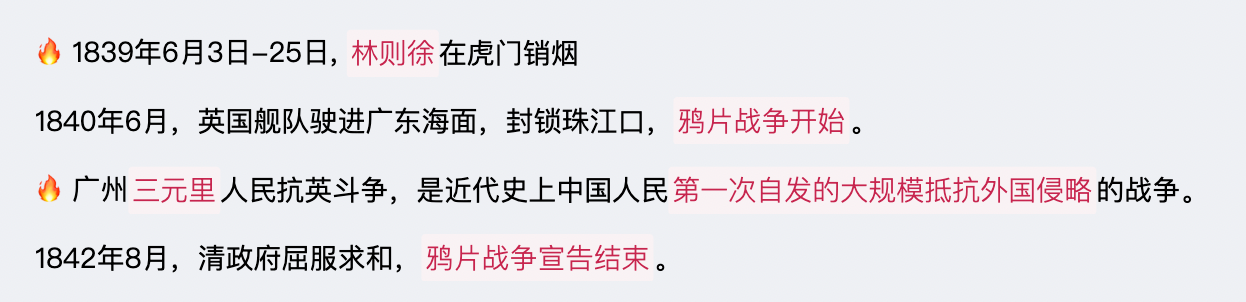 🔥 1839年6月3日-25日, 林则徐在虎门销烟
1840年6月，英国舰队驶进广东海面，封锁珠江口，鸦片战争开始。
🔥 广州三元里人民抗英斗争，是近代史上中国人民第一次自发的大规模抵抗外国侵略的战争。
1842年8月，清政府屈服求和，鸦片战争宣告结束。